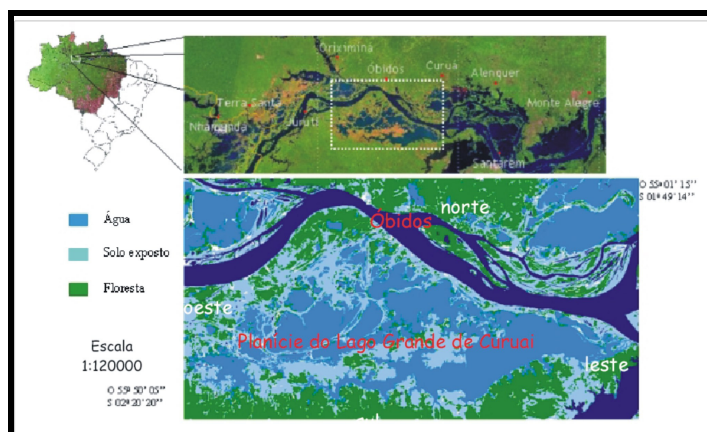 Oriximiná
Óbidos
Curuá
Alenquer
Terra Santa
Monte Alegre
Nhamundá
Juruti
Santarém
O 55º 01' 15''
S 01º 49' 14''
norte
Óbidos
Água
Solo exposto
Floresta
oeste
Planície do Lago Grande de Curuai
leste
Escala
1:120000
O 55º 50' 05''
S 02º 20' 20''